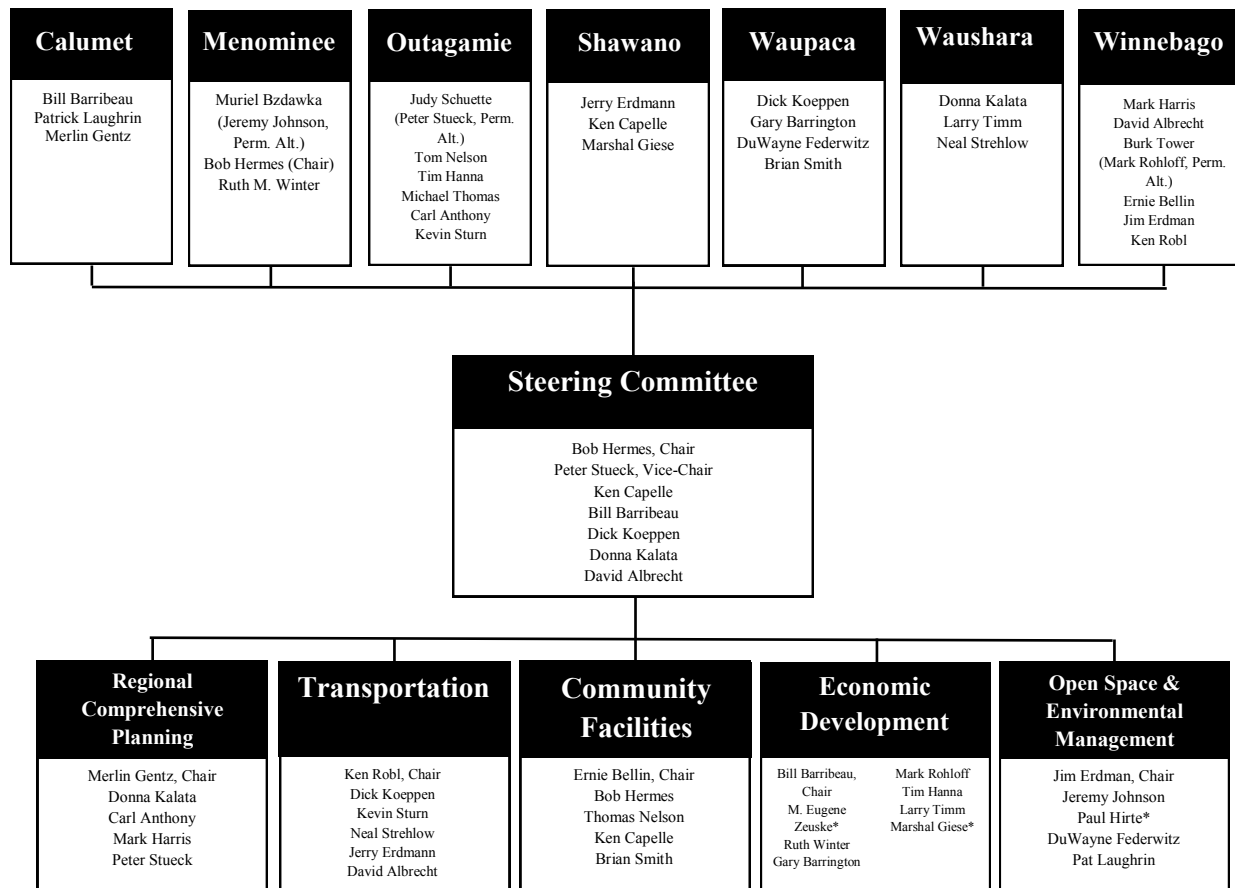 Calumet
Bill Barribeau
Patrick Laughrin
Merlin Gentz
Menominee
Muriel Bzdawka
(Jeremy Johnson,
Perm. Alt.)
Bob Hermes (Chair)
Ruth M. Winter
Outagamie
Judy Schuette
(Peter Stueck, Perm.
Alt.)
Tom Nelson
Tim Hanna
Michael Thomas
Carl Anthony
Kevin Sturn
Shawano
Jerry Erdmann
Ken Capelle
Marshal Giese
Waupaca
Dick Koeppen
Gary Barrington
DuWayne Federwitz
Brian Smith
Waushara
Donna Kalata
Larry Timm
Neal Strehlow
Winnebago
Mark Harris
David Albrecht
Burk Tower
(Mark Rohloff, Perm.
Alt.)
Ernie Bellin
Jim Erdman
Ken Robl
Steering Committee
Bob Hermes, Chair
Peter Stueck, Vice-Chair
Ken Capelle
Bill Barribeau
Dick Koeppen
Donna Kalata
David Albrecht
Regional
Comprehensive
Planning
Merlin Gentz, Chair
Donna Kalata
Carl Anthony
Mark Harris
Peter Stueck
Transportation
Ken Robl, Chair
Dick Koeppen
Kevin Sturn
Neal Strehlow
Jerry Erdmann
David Albrecht
Community
Facilities
Ernie Bellin, Chair
Bob Hermes
Thomas Nelson
Ken Capelle
Brian Smith
Economic
Development
Bill Barribeau,
Chair
M. Eugene
Zeuske*
Ruth Winter
Gary Barrington
Mark Rohloff
Tim Hanna
Larry Timm
Marshal Giese*
Open Space &
Environmental
Management
Jim Erdman, Chair
Jeremy Johnson
Paul Hirte*
DuWayne Federwitz
Pat Laughrin